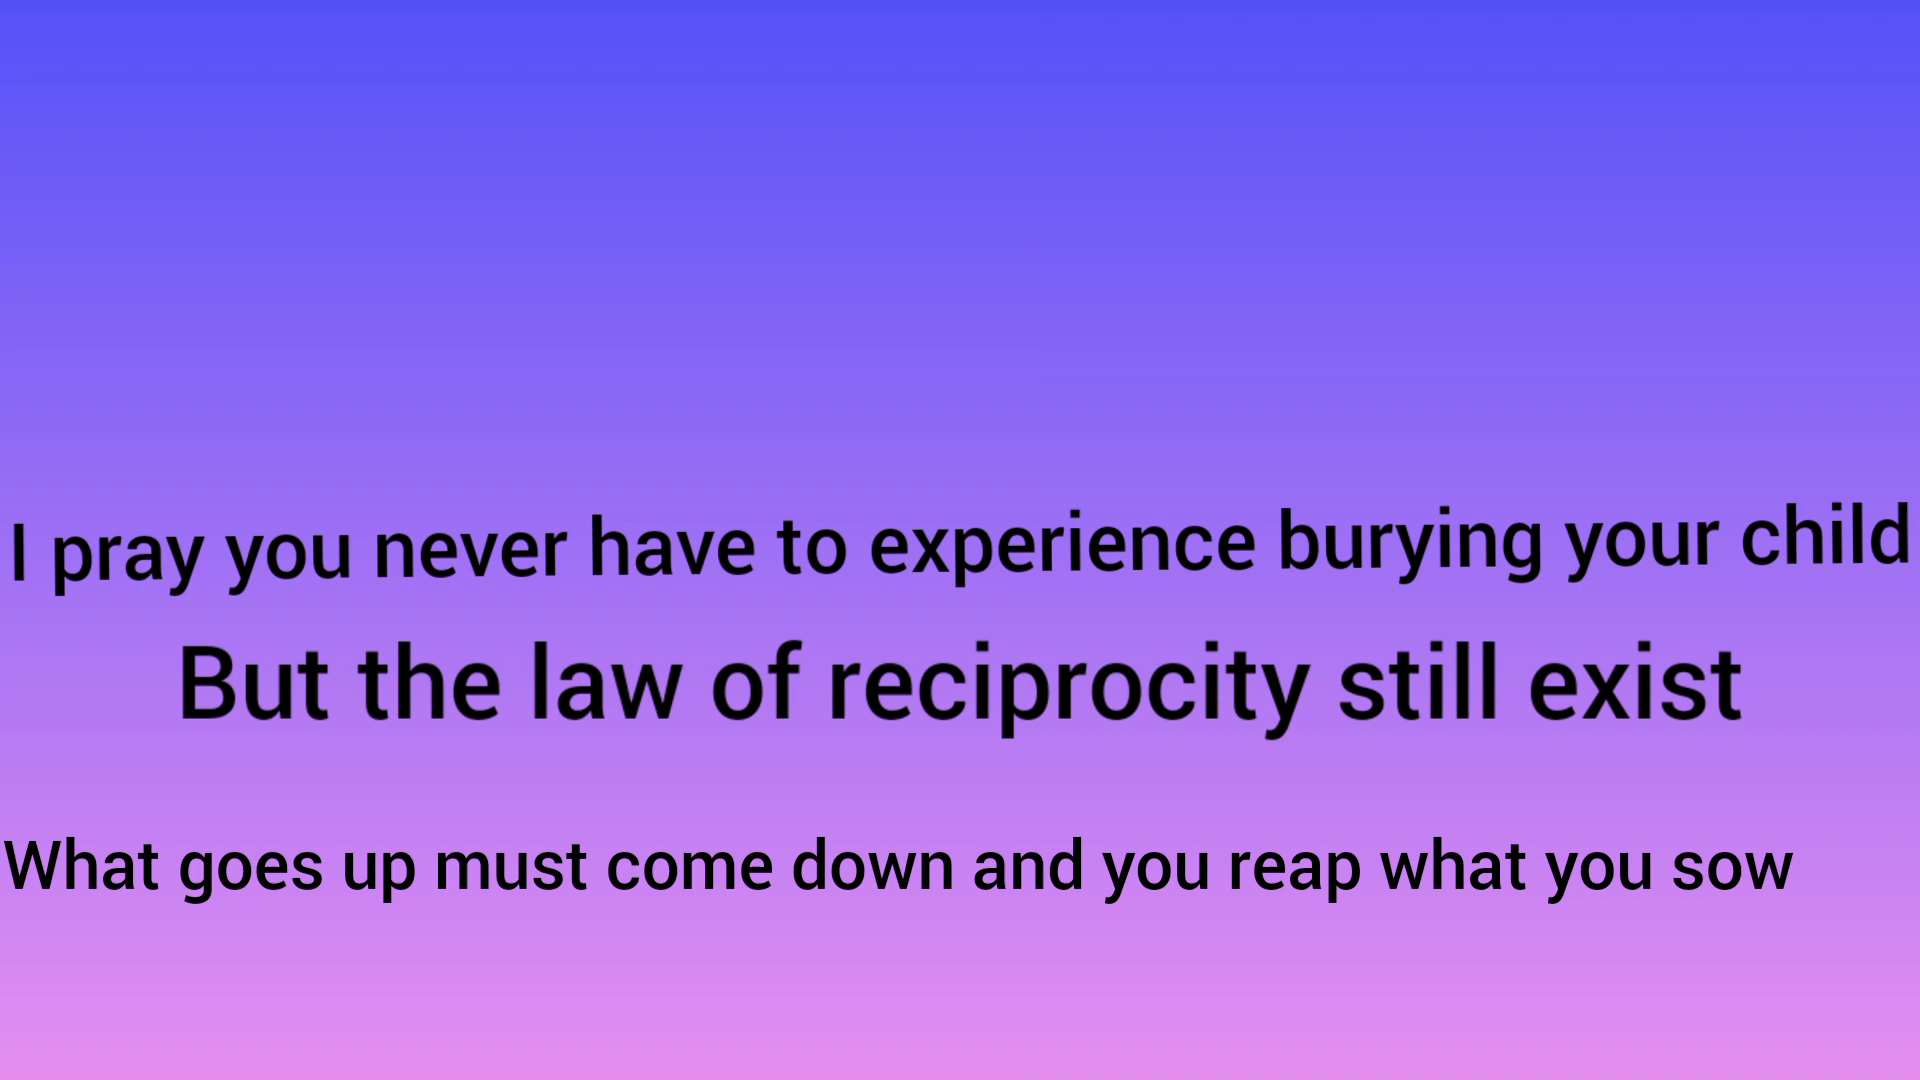 I pray you never have to experience burying your child
But the law of reciprocity still exist
What goes up must come down and you reap what you sow